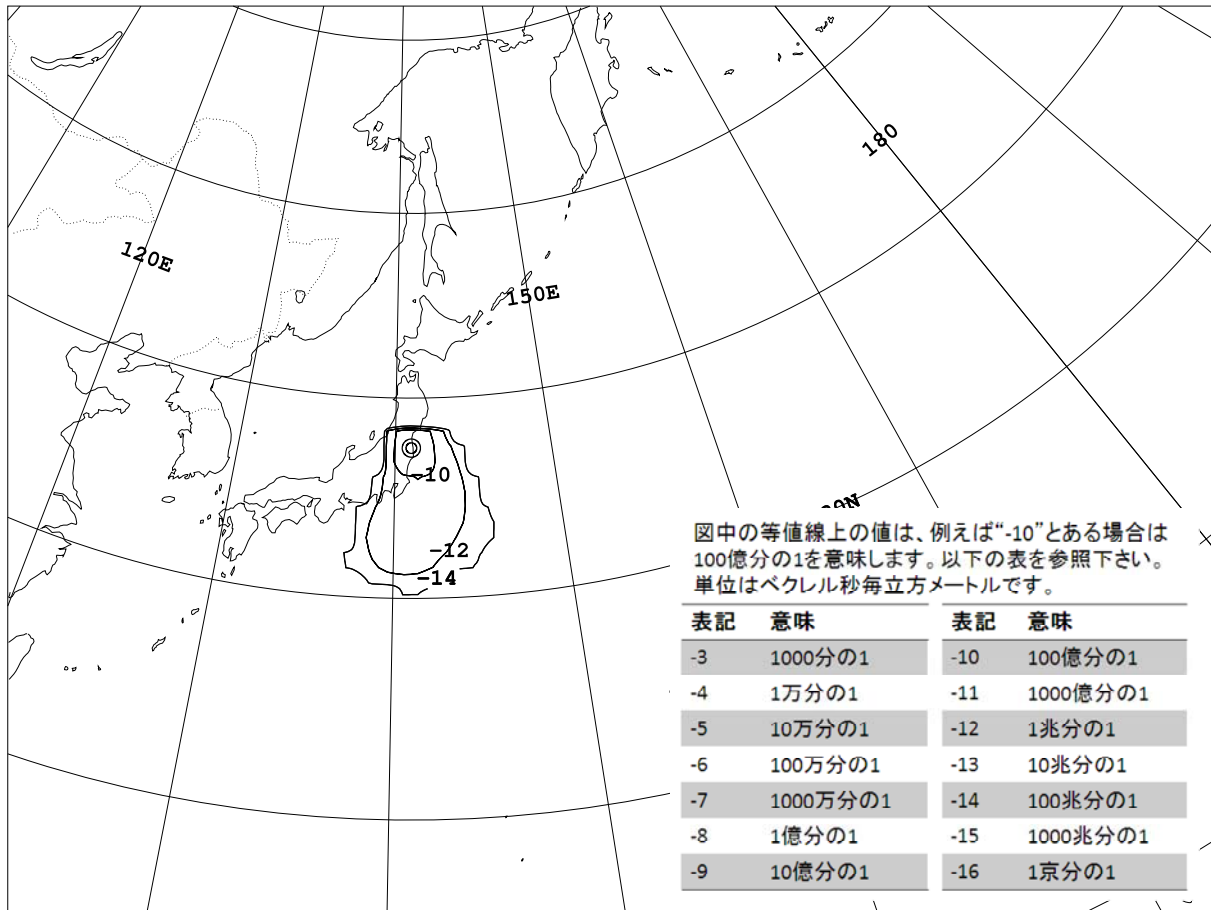 180
120E
150E
-10
-12
-14
図中の等値線上の値は、例えば“-10”とある場合は
100億分の1を意味します。以下の表を参照下さい。
単位はベクレル秒毎立方メートルです。
表記 意味 表記 意味
-3 1000分の1 -10 100億分の1
-4 1万分の1 -11 1000億分の1
-5 10万分の1 -12 1兆分の1
-6 100万分の1 -13 10兆分の1
-7 1000万分の1 -14 100兆分の1
-8 1億分の1 -15 1000兆分の1
-9 10億分の1 -16 1京分の1